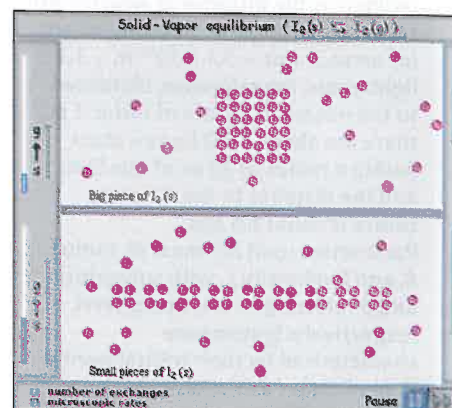 Solid-Vapor equilibrium (I₂(s) ⇆ I₂(g))
Big piece of I₂ (s)
Small pieces of I₂ (s)
number of exchanges
microscopic rates
Pause